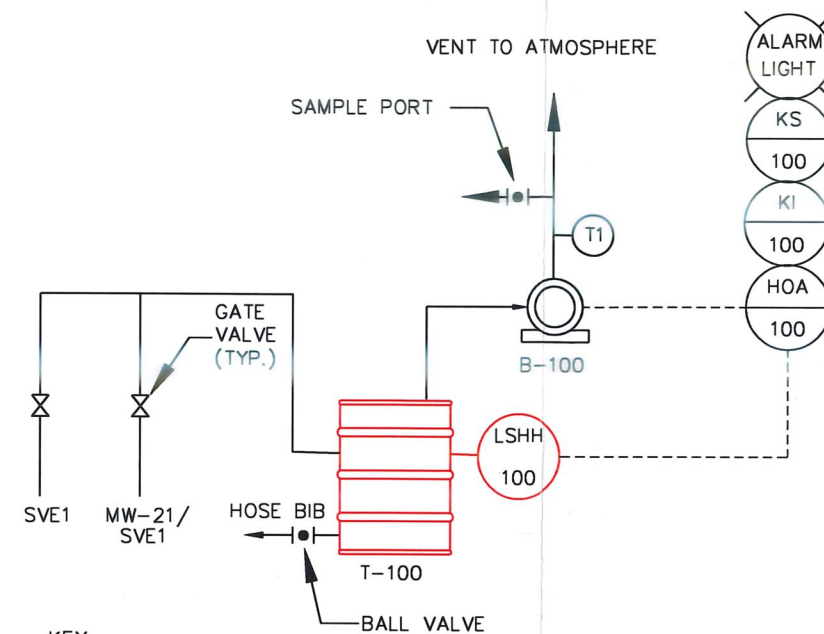 VENT TO ATMOSPHERE
ALARM
LIGHT
SAMPLE PORT
KS
100
KI
100
T1
HOA
100
GATE
VALVE
(TYP.)
B-100
LSHH
100
SVE1
MW-21/
SVE1
HOSE BIB
T-100
BALL VALVE
KEY